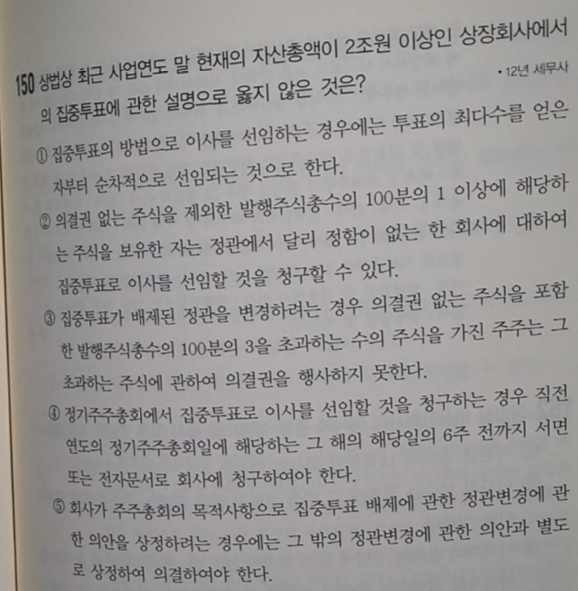 150 상법상 최근 사업연도 말 현재의 자산총액이 2조원 이상인 상장회사에서
의 집중투표에 관한 설명으로 옳지 않은 것은?
• 12년 세무사
① 집중투표의 방법으로 이사를 선임하는 경우에는 투표의 최다수를 얻은
자부터 순차적으로 선임되는 것으로 한다.
② 의결권 없는 주식을 제외한 발행주식총수의 100분의 1 이상에 해당하
는 주식을 보유한 자는 정관에서 달리 정함이 없는 한 회사에 대하여
집중투표로 이사를 선임할 것을 청구할 수 있다.
③ 집중투표가 배제된 정관을 변경하려는 경우 의결권 없는 주식을 포함
한 발행주식총수의 100분의 3을 초과하는 수의 주식을 가진 주주는 그
초과하는 주식에 관하여 의결권을 행사하지 못한다.
④ 정기주주총회에서 집중투표로 이사를 선임할 것을 청구하는 경우 직전
연도의 정기주주총회일에 해당하는 그 해의 해당일의 6주 전까지 서면
또는 전자문서로 회사에 청구하여야 한다.
⑤ 회사가 주주총회의 목적사항으로 집중투표 배제에 관한 정관변경에 관
한 의안을 상정하려는 경우에는 그 밖의 정관변경에 관한 의안과 별도
로 상정하여 의결하여야 한다.